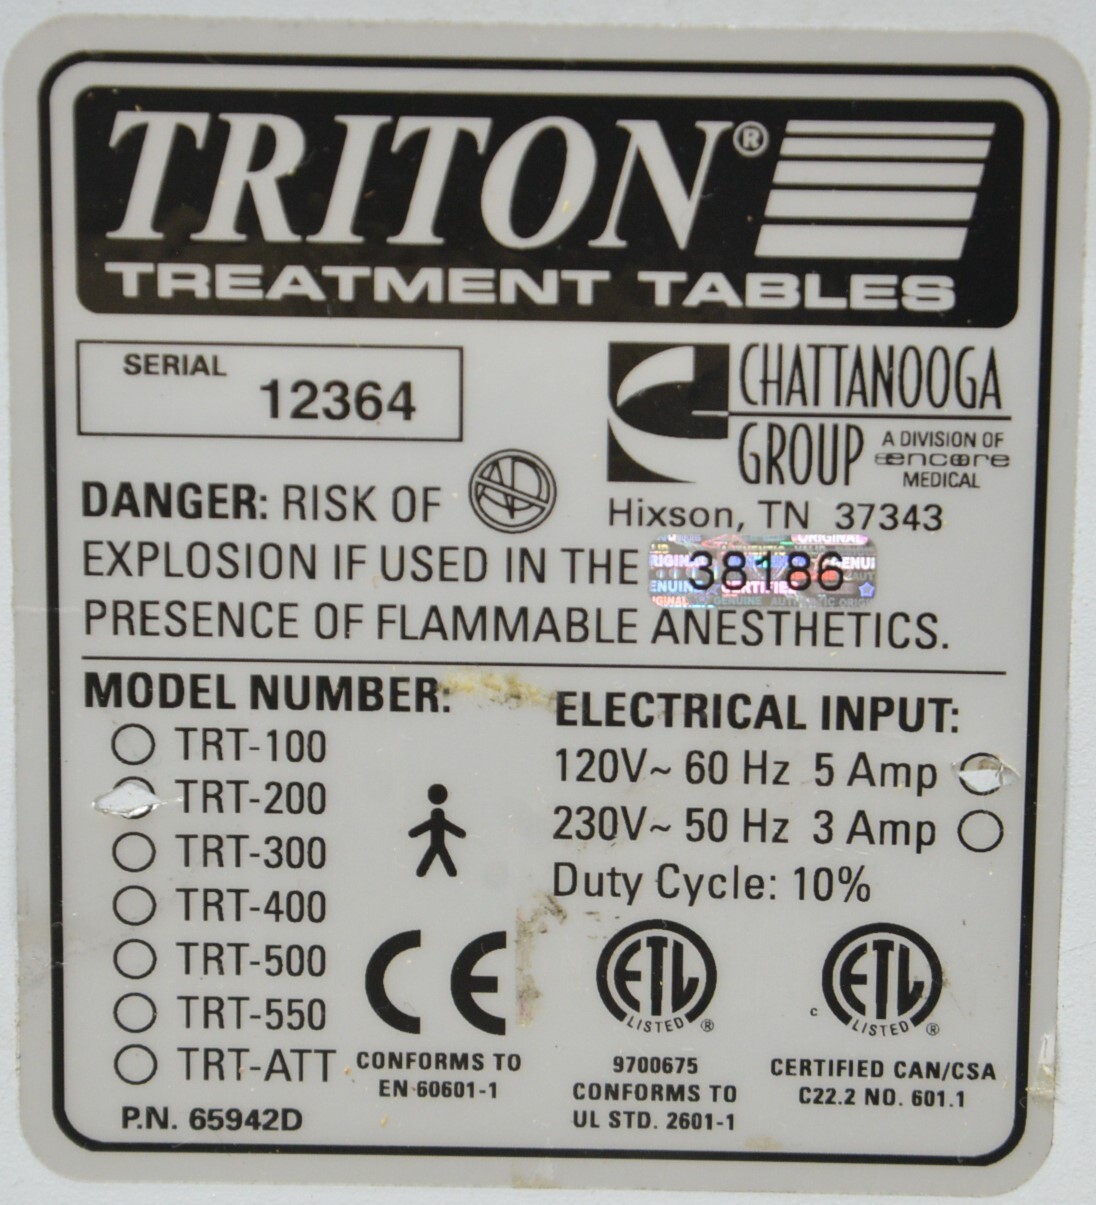 TRITON®
TREATMENT TABLES
SERIAL 12364
CHATTANOOGA
GROUP
A DIVISION OF
encore
MEDICAL
Hixson, TN 37343
DANGER: RISK OF
EXPLOSION IF USED IN THE
38186
PRESENCE OF FLAMMABLE ANESTHETICS.
MODEL NUMBER:
TRT-100
TRT-200
TRT-300
TRT-400
TRT-500
TRT-550
TRT-ATT
P.N. 65942D
ELECTRICAL INPUT:
120V~ 60 Hz 5 Amp
230V~ 50 Hz 3 Amp
Duty Cycle: 10%
CE
CONFORMS TO
EN 60601-1
ETL
LISTED ®
9700675
CONFORMS TO
UL STD. 2601-1
c ETL
LISTED ®
CERTIFIED CAN/CSA
C22.2 NO. 601.1